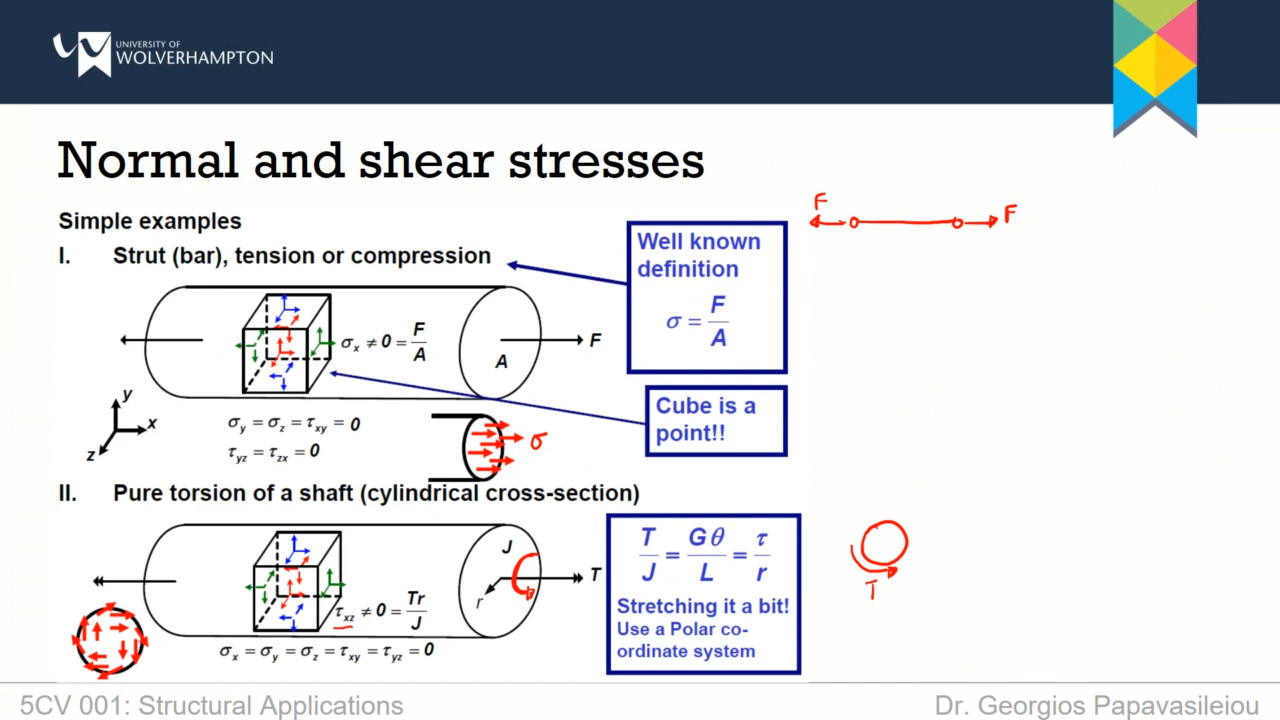 UNIVERSITY OF
WOLVERHAMPTON
Normal and shear stresses
Simple examples
I. Strut (bar), tension or compression
Well known
definition
σ = F/A
F F
σx ≠ 0 = F/A
A
F
Cube is a
point!!
y
x
z
σy = σz = τxy = 0
τyz = τzx = 0
σ
II. Pure torsion of a shaft (cylindrical cross-section)
J
r
T
τxz ≠ 0 = Tr/J
σx = σy = σz = τxy = τyz = 0
T/J = Gθ/L = τ/r
Stretching it a bit!
Use a Polar co-
ordinate system
T
5CV 001: Structural Applications
Dr. Georgios Papavasileiou